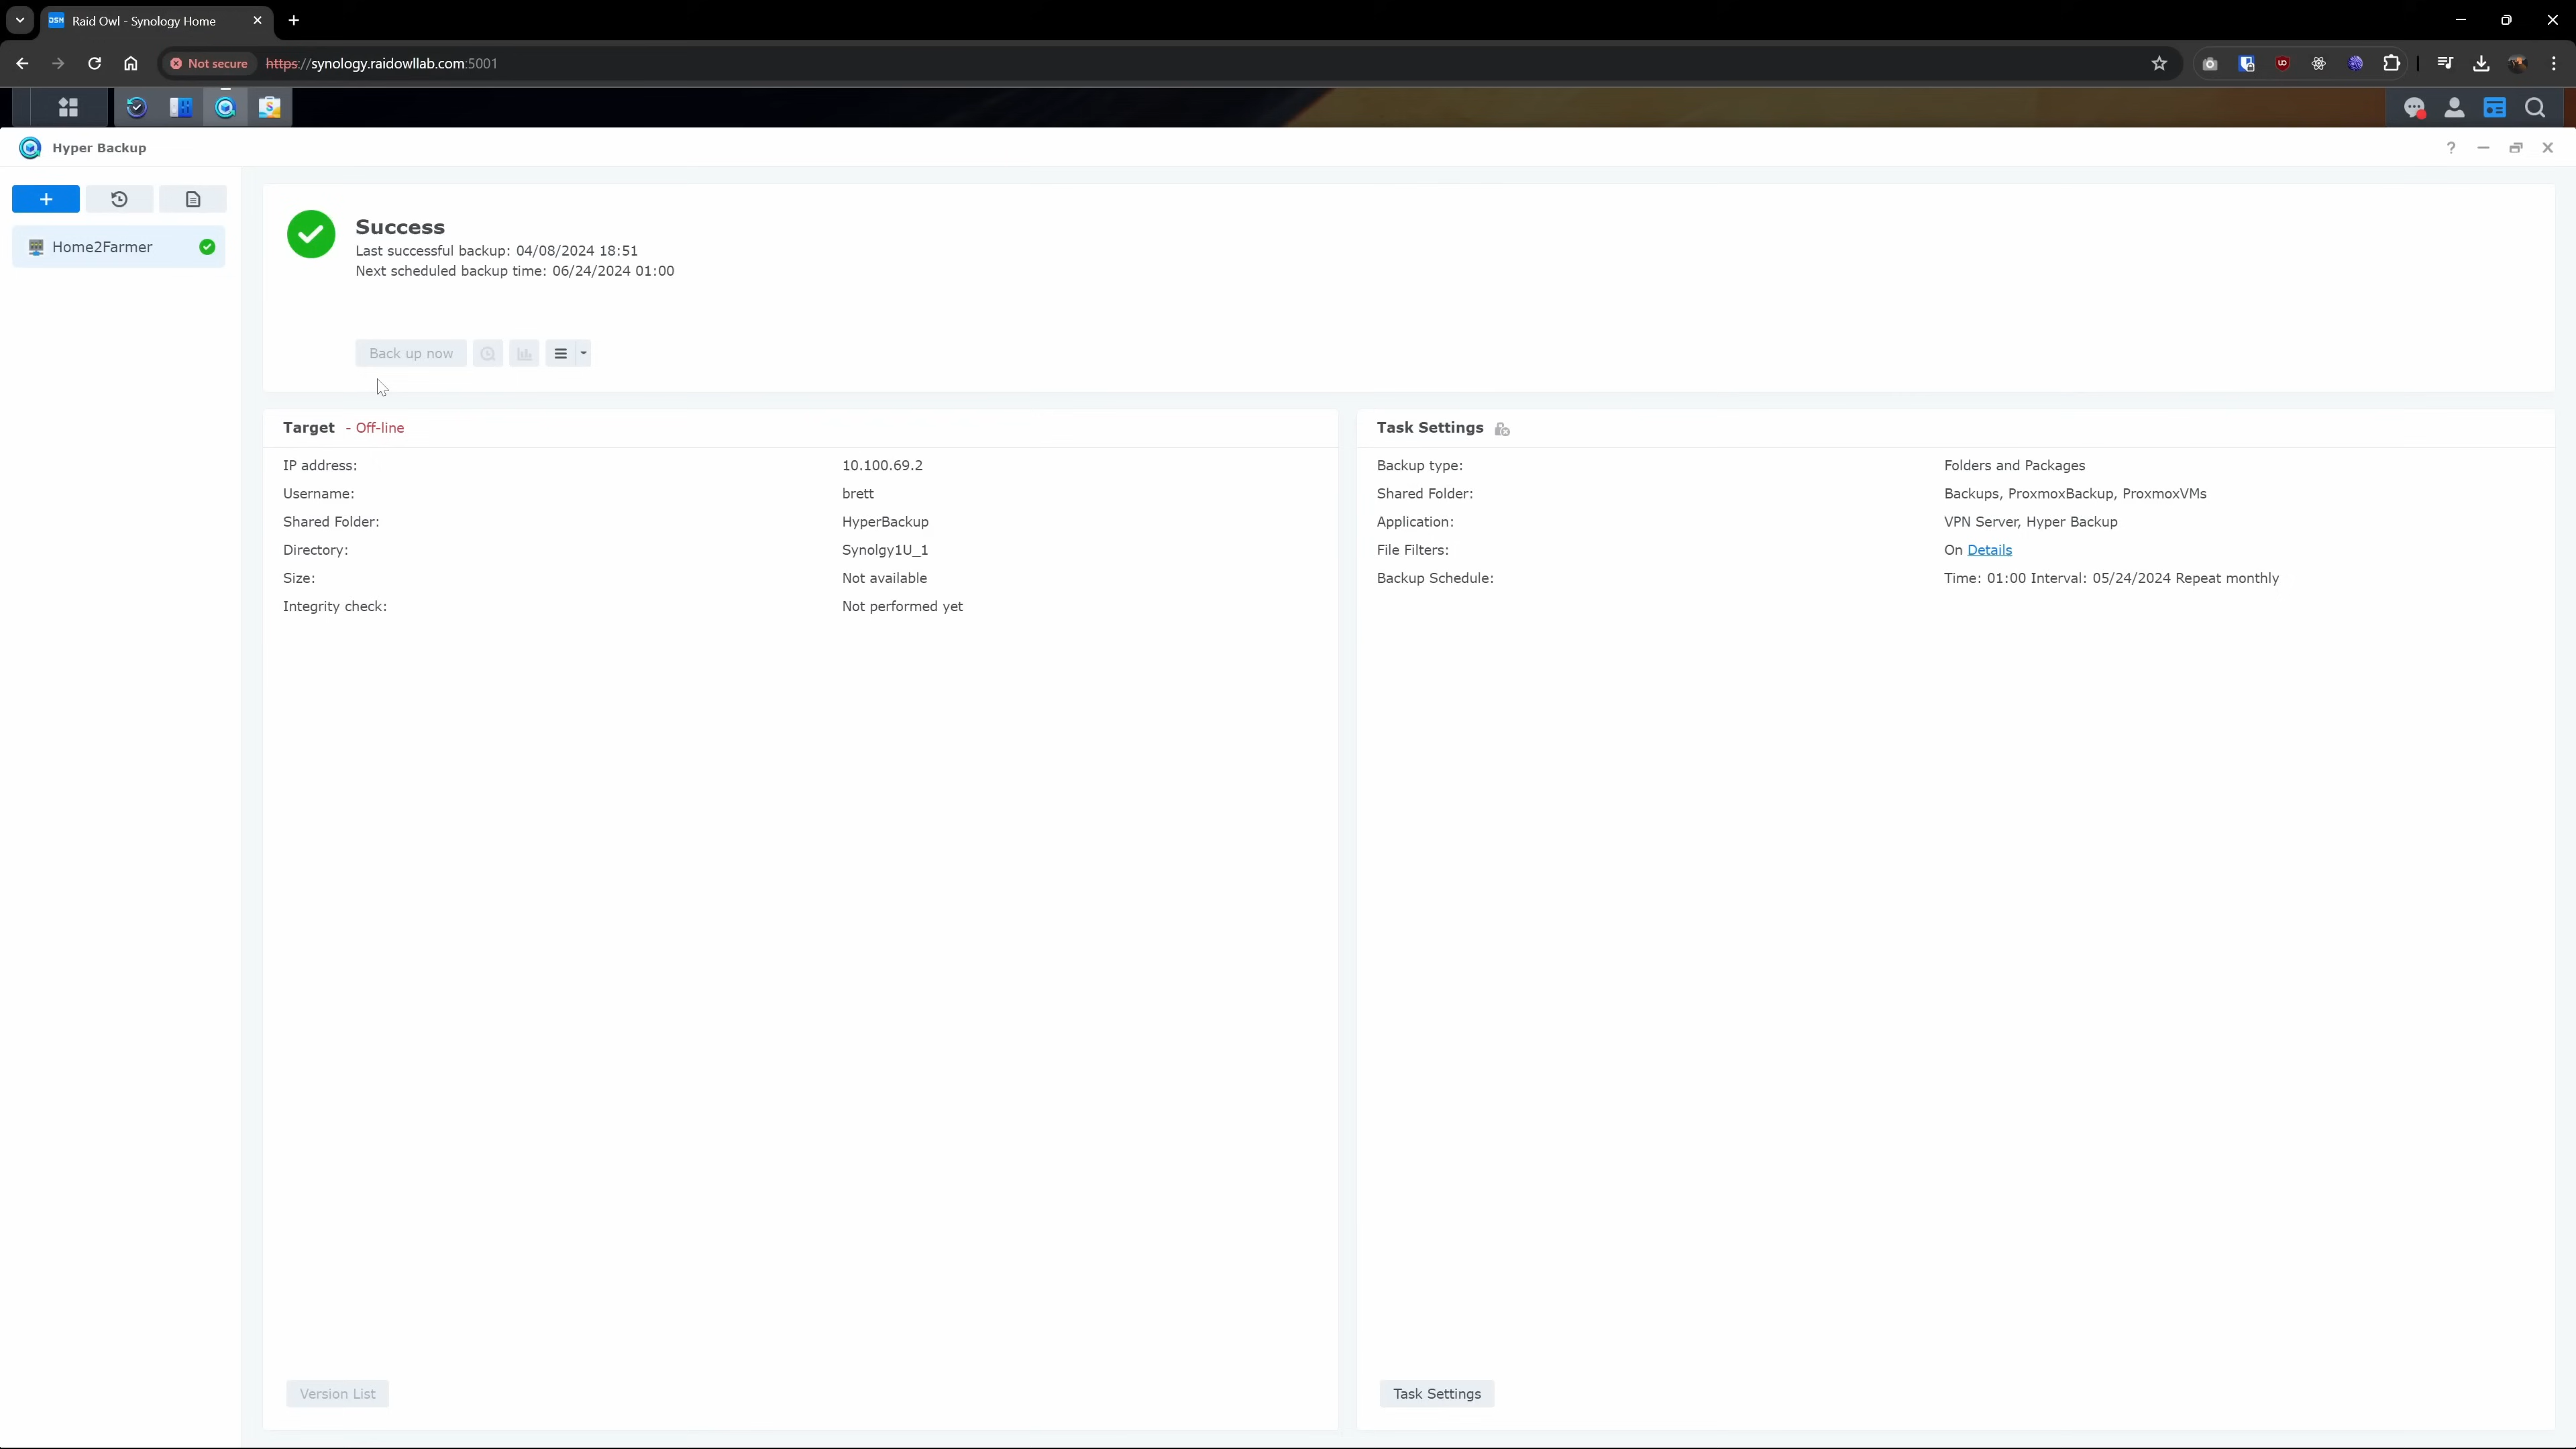 Raid Owl - Synology Home
Not secure https://synology.raidowllab.com:5001
Hyper Backup
Home2Farmer
Success
Last successful backup: 04/08/2024 18:51
Next scheduled backup time: 06/24/2024 01:00
Back up now
Target - Off-line
IP address: 10.100.69.2
Username: brett
Shared Folder: HyperBackup
Directory: Synolgy1U_1
Size: Not available
Integrity check: Not performed yet
Version List
Task Settings
Backup type: Folders and Packages
Shared Folder: Backups, ProxmoxBackup, ProxmoxVMs
Application: VPN Server, Hyper Backup
File Filters: On Details
Backup Schedule: Time: 01:00 Interval: 05/24/2024 Repeat monthly
Task Settings